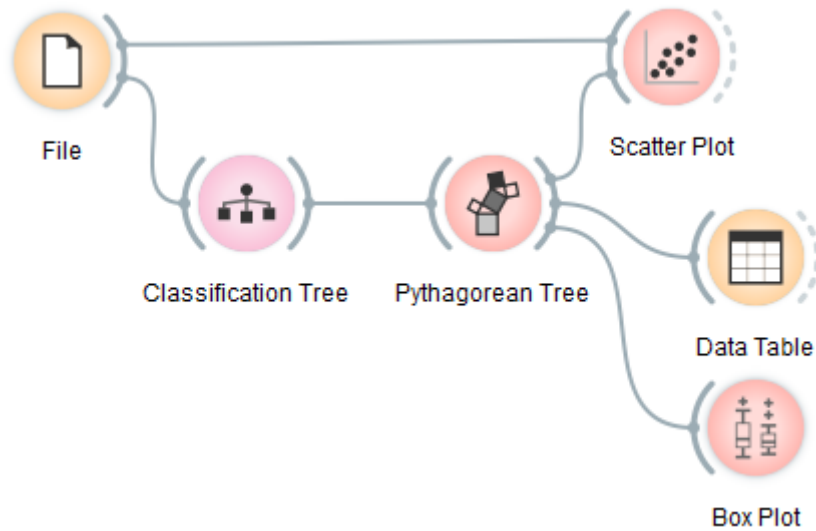 File
Scatter Plot
Classification Tree
Pythagorean Tree
Data Table
Box Plot